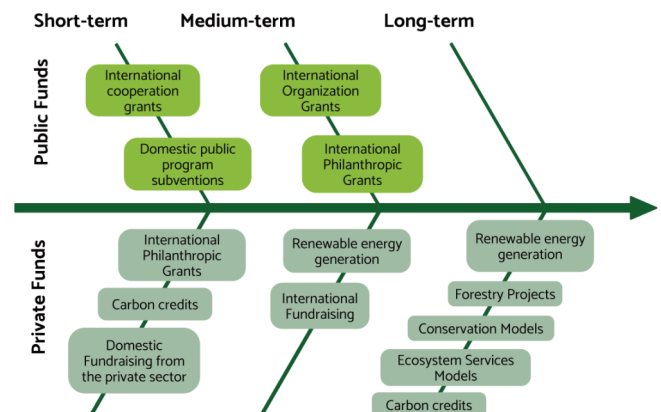 Short-term
Medium-term
Long-term
Public Funds
International
cooperation
grants
Domestic public
program
subventions
International
Organization
Grants
International
Philanthropic
Grants
Private Funds
International
Philanthropic
Grants
Carbon credits
Domestic
Fundraising from
the private sector
Renewable energy
generation
International
Fundraising
Renewable energy
generation
Forestry Projects
Conservation Models
Ecosystem Services
Models
Carbon credits